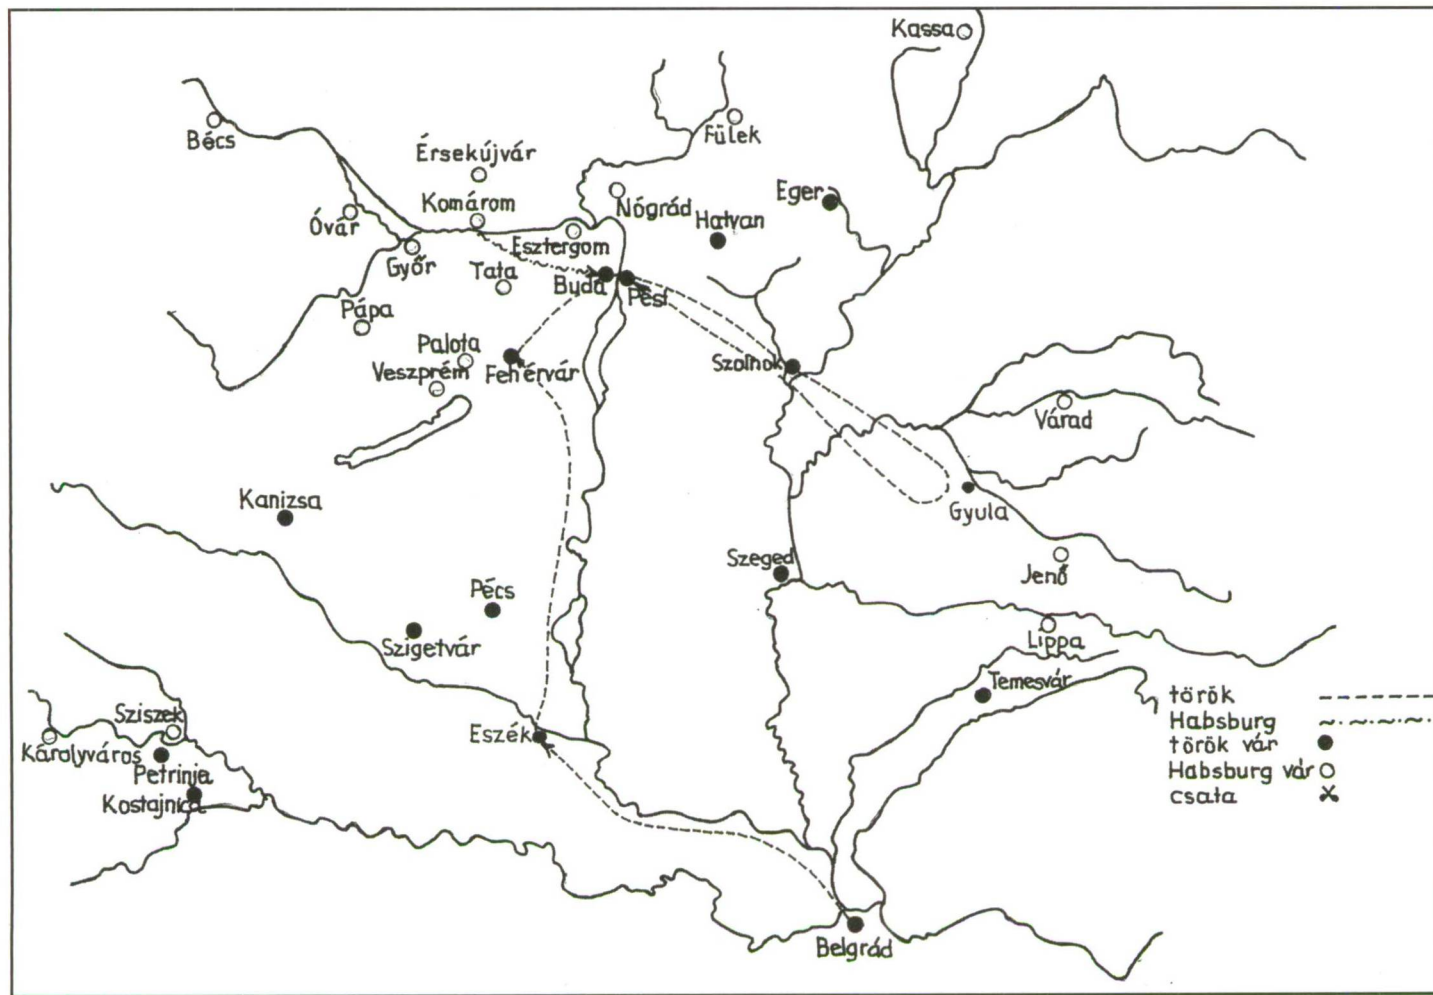 Kassa
Bécs
Fülek
Érsekújvár
Komárom
Nógrád
Eger
Hatvan
Óvár
Győr
Esztergom
Tata
Buda
Pest
Pápa
Palota
Veszprém
Fehérvár
Szolnok
Várad
Kanizsa
Gyula
Szeged
Jenő
Pécs
Szigetvár
Lippa
Temesvár
Sziszek
Eszék
Károlyváros
Petrinja
Kostajnica
Belgrád
török
Habsburg
török vár
Habsburg vár
csata